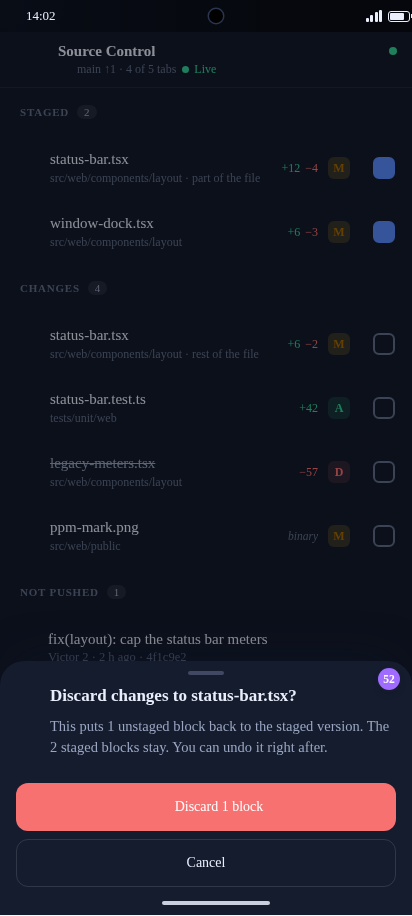 14:02
Source Control
main ↑1 · 4 of 5 tabs ● Live
STAGED 2
status-bar.tsx
+12 −4 M
src/web/components/layout · part of the file
window-dock.tsx
+6 −3 M
src/web/components/layout
CHANGES 4
status-bar.tsx
+6 −2 M
src/web/components/layout · rest of the file
status-bar.test.ts
+42 A
tests/unit/web
legacy-meters.tsx
−57 D
src/web/components/layout
ppm-mark.png
binary M
src/web/public
NOT PUSHED 1
fix(layout): cap the status bar meters
Victor 2 · 2 h ago · 4f1c9e2
52
Discard changes to status-bar.tsx?
This puts 1 unstaged block back to the staged version. The
2 staged blocks stay. You can undo it right after.
Discard 1 block
Cancel